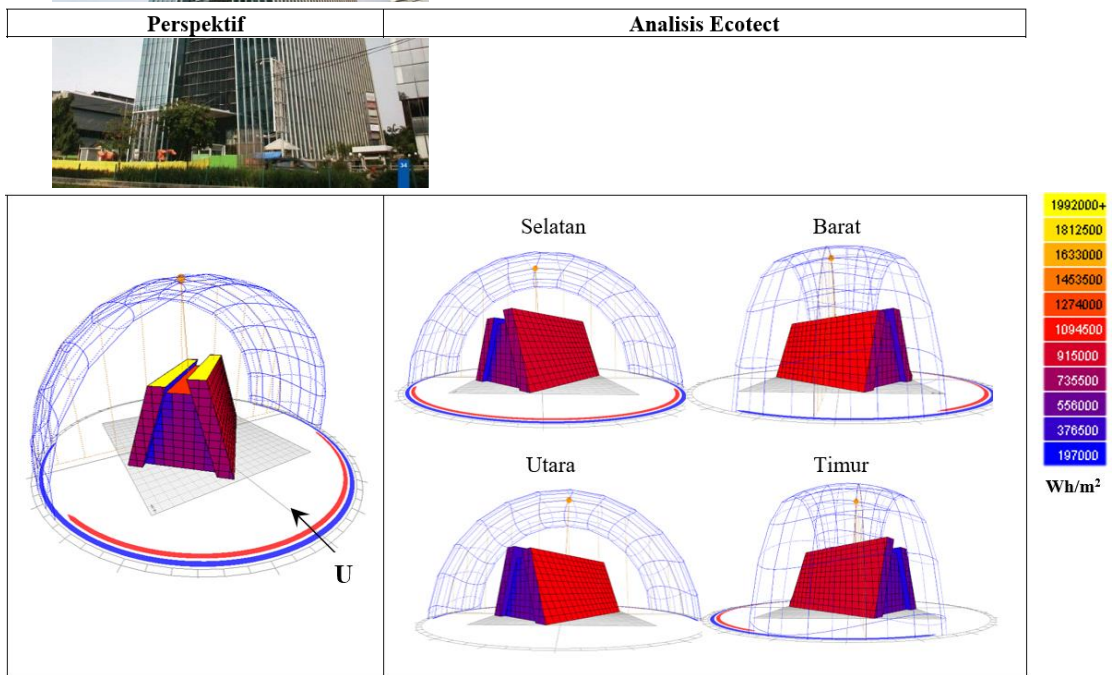 Perspektif
Analisis Ecotect
34
Selatan
Barat
Utara
Timur
U
1992000+
1812500
1633000
1453500
1274000
1094500
915000
735500
556000
376500
197000
Wh/m²